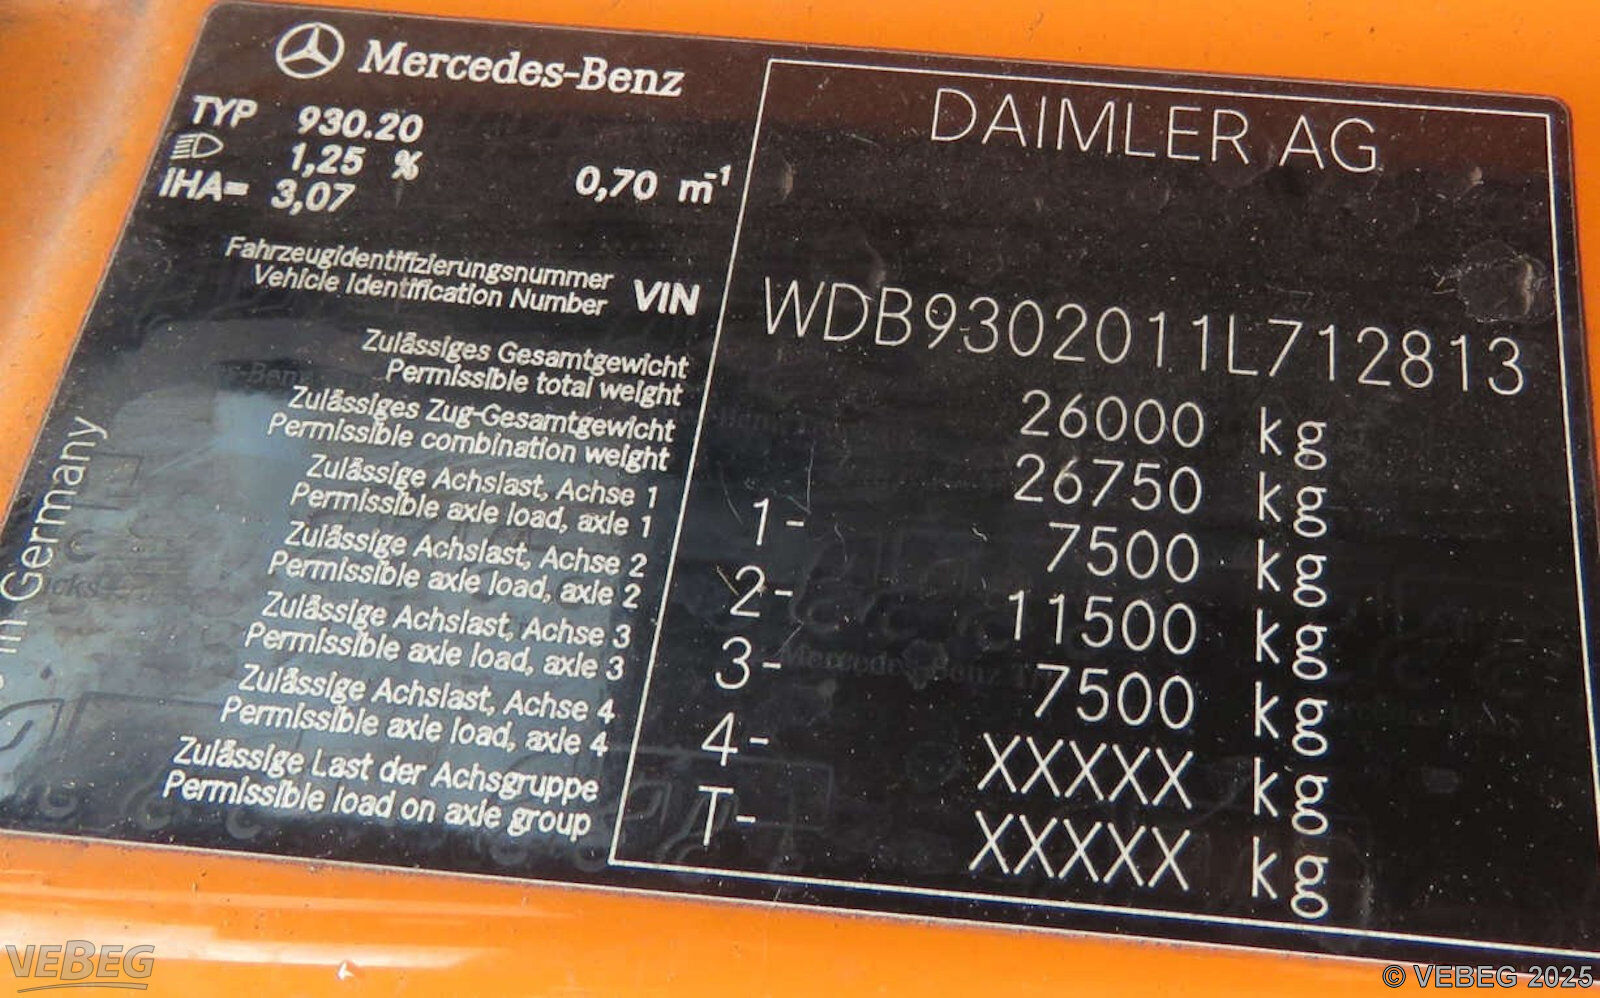 Mercedes-Benz
DAIMLER AG
TYP 930.20
1,25 % 0,70 m⁻¹
IHA= 3,07
Fahrzeugidentifizierungsnummer
Vehicle Identification Number VIN WDB9302011L712813
Zulässiges Gesamtgewicht
Permissible total weight 26000 kg
Zulässiges Zug-Gesamtgewicht
Permissible combination weight 26750 kg
Zulässige Achslast, Achse 1
Permissible axle load, axle 1 1- 7500 kg
Zulässige Achslast, Achse 2
Permissible axle load, axle 2 2- 11500 kg
Zulässige Achslast, Achse 3
Permissible axle load, axle 3 3- 7500 kg
Zulässige Achslast, Achse 4
Permissible axle load, axle 4 4- XXXXX kg
Zulässige Last der Achsgruppe
Permissible load on axle group T- XXXXX kg
in Germany
VEBEG
© VEBEG 2025